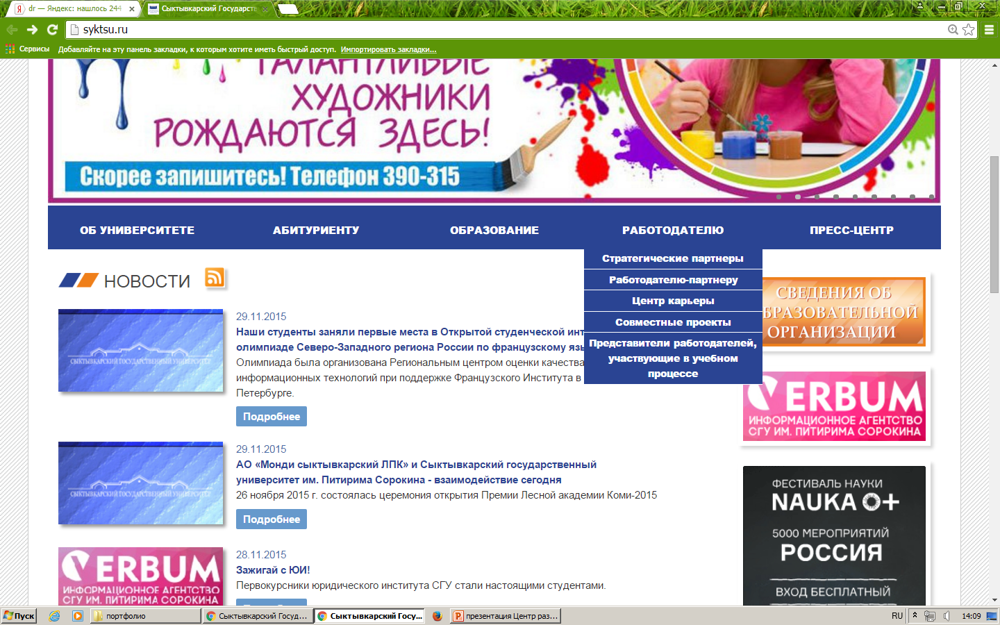 dr — Яндекс: нашлось 244
Сыктывкарский Государст
syktsu.ru
Сервисы
Добавляйте на эту панель закладки, к которым хотите иметь быстрый доступ. Импортировать закладки...
ТАЛАНТЛИВЫЕ
ХУДОЖНИКИ
РОЖДАЮТСЯ ЗДЕСЬ!
Скорее запишитесь! Телефон 390-315
ОБ УНИВЕРСИТЕТЕ
АБИТУРИЕНТУ
ОБРАЗОВАНИЕ
РАБОТОДАТЕЛЮ
ПРЕСС-ЦЕНТР
Стратегические партнеры
Работодателю-партнеру
Центр карьеры
Совместные проекты
Представители работодателей,
участвующие в учебном
процессе
НОВОСТИ
СЫКТЫВКАРСКИЙ ГОСУДАРСТВЕННЫЙ УНИВЕРСИТЕТ
29.11.2015
Наши студенты заняли первые места в Открытой студенческой инт
олимпиаде Северо-Западного региона России по французскому язы
Олимпиада была организована Региональным центром оценки качества
информационных технологий при поддержке Французского Института в
Петербурге.
Подробнее
СЫКТЫВКАРСКИЙ ГОСУДАРСТВЕННЫЙ УНИВЕРСИТЕТ
29.11.2015
АО «Монди сыктывкарский ЛПК» и Сыктывкарский государственный
университет им. Питирима Сорокина - взаимодействие сегодня
26 ноября 2015 г. состоялась церемония открытия Премии Лесной академии Коми-2015
Подробнее
VERBUM
ИНФОРМАЦИОННОЕ АГЕНТСТВО
СГУ ИМ. ПИТИРИМА СОРОКИНА
28.11.2015
Зажигай с ЮИ!
Первокурсники юридического института СГУ стали настоящими студентами.
СВЕДЕНИЯ ОБ
БРАЗОВАТЕЛЬНОЙ
ОРГАНИЗАЦИИ
VERBUM
ИНФОРМАЦИОННОЕ АГЕНТСТВО
СГУ ИМ. ПИТИРИМА СОРОКИНА
ФЕСТИВАЛЬ НАУКИ
NAUKA 0+
5000 МЕРОПРИЯТИЙ
РОССИЯ
ВХОД БЕСПЛАТНЫЙ
Пуск
портфолио
Сыктывкарский Госуд...
Сыктывкарский Госу...
презентация Центр раз...
RU
14:09